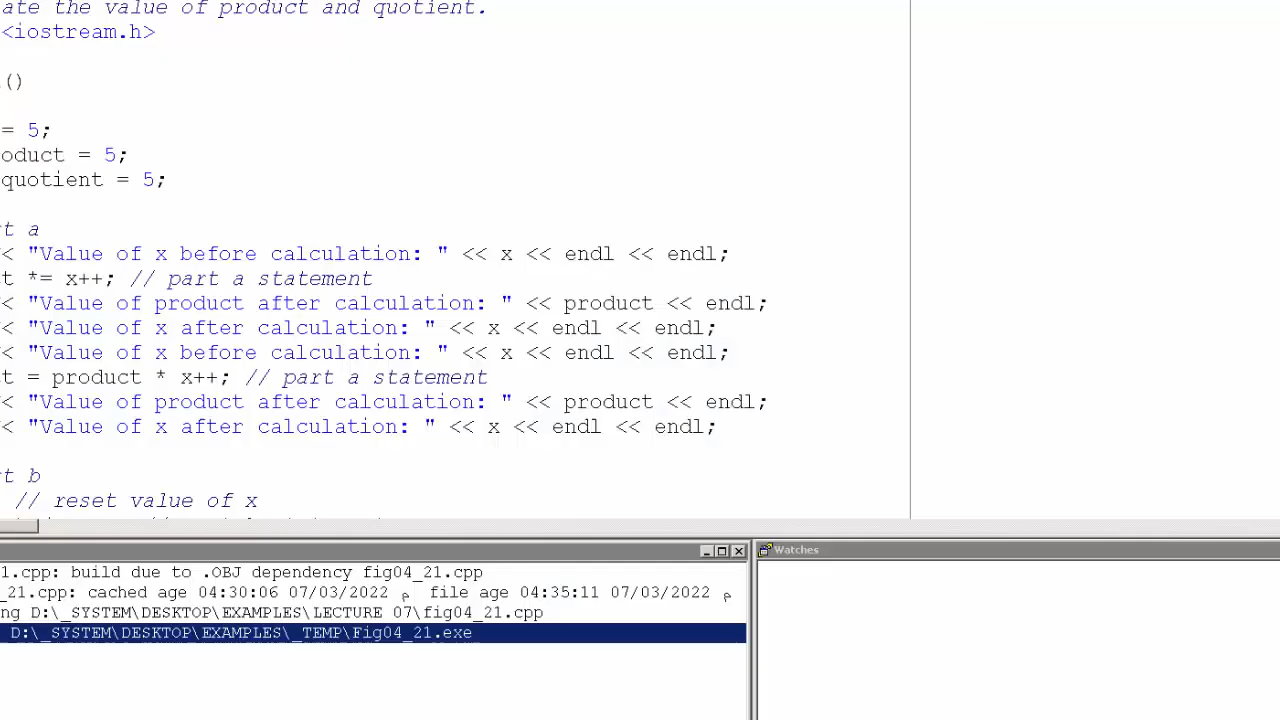 ate the value of product and quotient.
<iostream.h>
()
= 5;
oduct = 5;
quotient = 5;
t a
< "Value of x before calculation: " << x << endl << endl;
t *= x++; // part a statement
< "Value of product after calculation: " << product << endl;
< "Value of x after calculation: " << x << endl << endl;
< "Value of x before calculation: " << x << endl << endl;
t = product * x++; // part a statement
< "Value of product after calculation: " << product << endl;
< "Value of x after calculation: " << x << endl << endl;
t b
// reset value of x
1.cpp: build due to .OBJ dependency fig04_21.cpp
_21.cpp: cached age 04:30:06 07/03/2022 م file age 04:35:11 07/03/2022 م
ng D:\_SYSTEM\DESKTOP\EXAMPLES\LECTURE 07\fig04_21.cpp
D:\_SYSTEM\DESKTOP\EXAMPLES\_TEMP\Fig04_21.exe
Watches